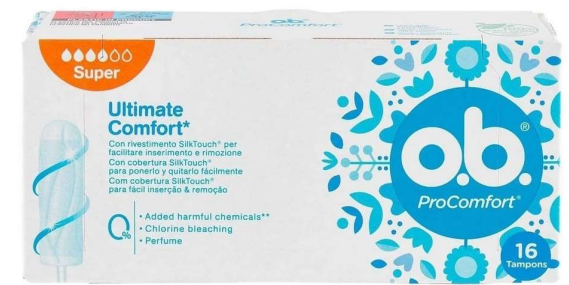 Super
Ultimate
Comfort*
Con rivestimento SilkTouch® per
facilitare inserimento e rimozione
Con cobertura SilkTouch®
para ponerlo y quitarlo fácilmente
Com cobertura SilkTouch®
para fácil inserção & remoção
0%
• Added harmful chemicals**
• Chlorine bleaching
• Perfume
o.b.
ProComfort
o.b.®
ProComfort®
16
Tampons